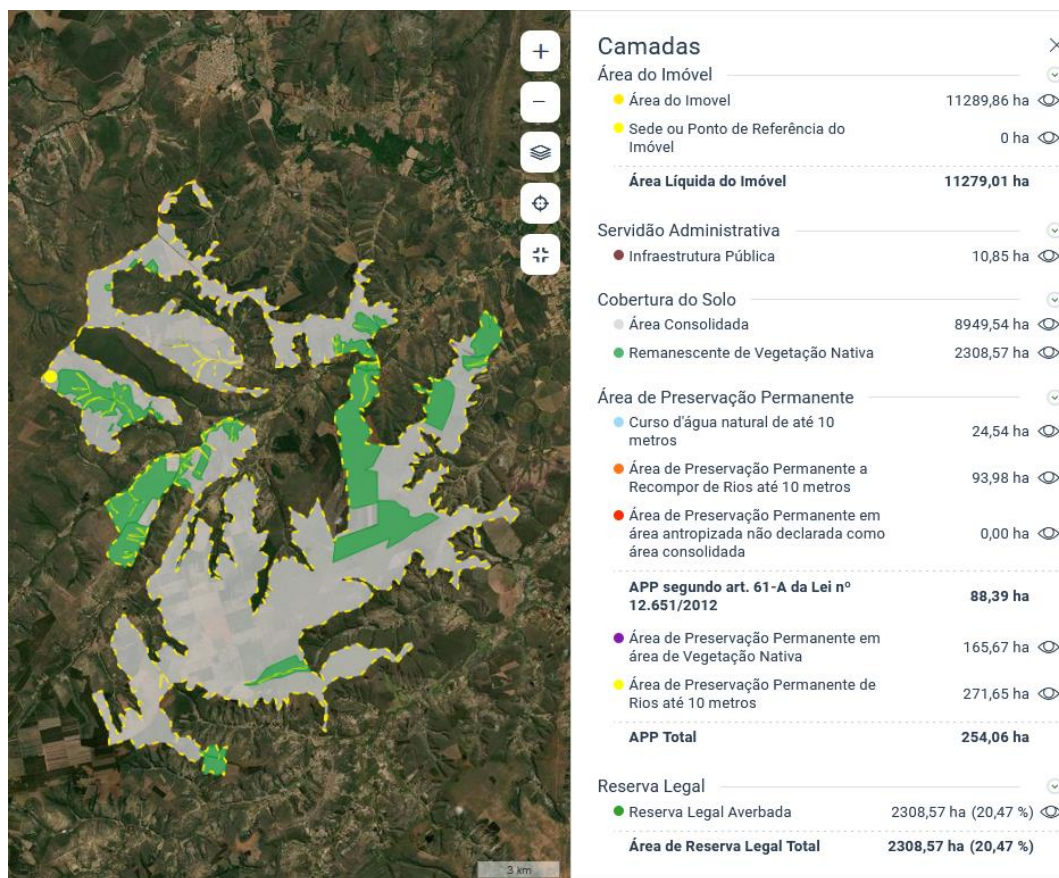 Camadas
Área do Imóvel
Área do Imovel 11289,86 ha
Sede ou Ponto de Referência do
Imóvel 0 ha
Área Líquida do Imóvel 11279,01 ha
Servidão Administrativa
Infraestrutura Pública 10,85 ha
Cobertura do Solo
Área Consolidada 8949,54 ha
Remanescente de Vegetação Nativa 2308,57 ha
Área de Preservação Permanente
Curso d'água natural de até 10
metros 24,54 ha
Área de Preservação Permanente a
Recompor de Rios até 10 metros 93,98 ha
Área de Preservação Permanente em
área antropizada não declarada como
área consolidada 0,00 ha
APP segundo art. 61-A da Lei nº
12.651/2012 88,39 ha
Área de Preservação Permanente em
área de Vegetação Nativa 165,67 ha
Área de Preservação Permanente de
Rios até 10 metros 271,65 ha
APP Total 254,06 ha
Reserva Legal
Reserva Legal Averbada 2308,57 ha (20,47 %)
Área de Reserva Legal Total 2308,57 ha (20,47 %)
3 km